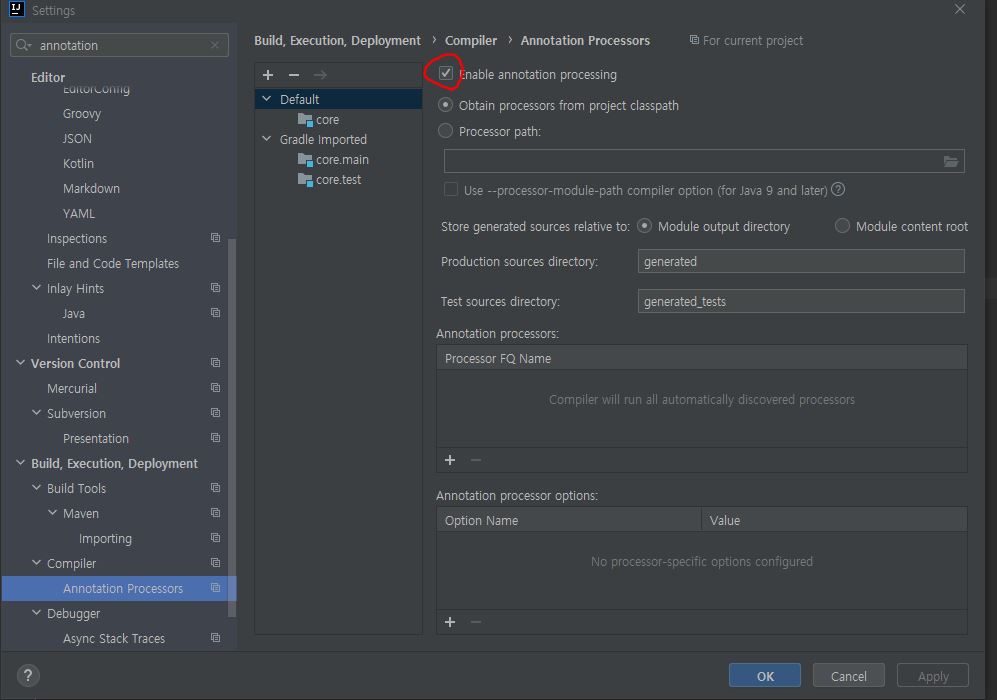 IJ
Settings
annotation
Editor
EditorConfig
Groovy
JSON
Kotlin
Markdown
YAML
Inspections
File and Code Templates
Inlay Hints
Java
Intentions
Version Control
Mercurial
Subversion
Presentation
Build, Execution, Deployment
Build Tools
Maven
Importing
Compiler
Annotation Processors
Debugger
Async Stack Traces
Build, Execution, Deployment › Compiler › Annotation Processors
For current project
Default
core
Gradle Imported
core.main
core.test
Enable annotation processing
Obtain processors from project classpath
Processor path:
Use --processor-module-path compiler option (for Java 9 and later) ?
Store generated sources relative to: Module output directory Module content root
Production sources directory: generated
Test sources directory: generated_tests
Annotation processors:
Processor FQ Name
Compiler will run all automatically discovered processors
Annotation processor options:
Option Name Value
No processor-specific options configured
? OK Cancel Apply